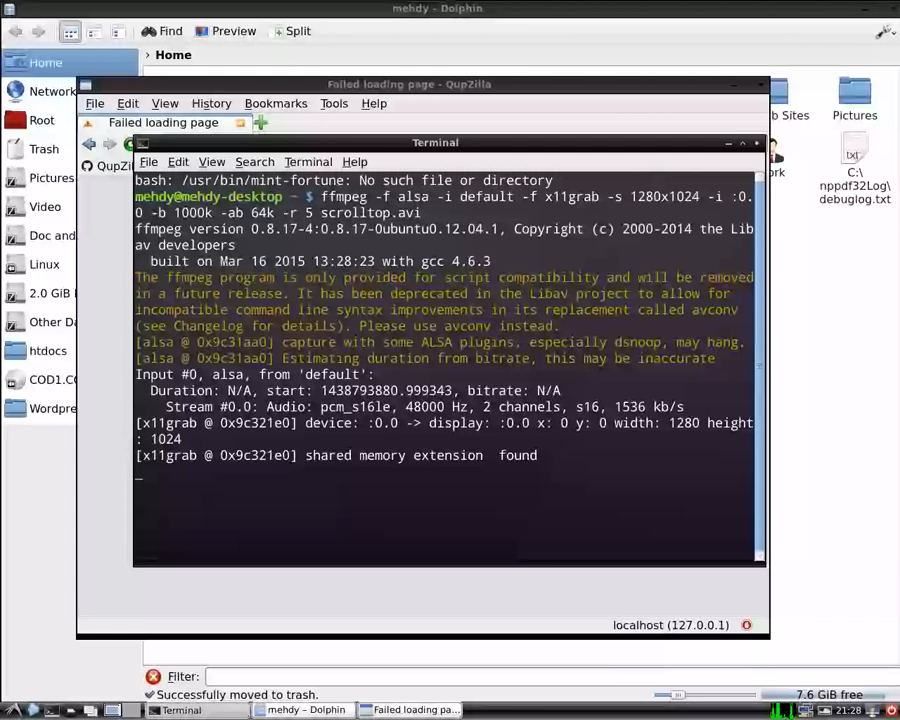 mehdy - Dolphin
Find Preview Split
Home
Home
Network
Root
Trash
Pictures
Video
Doc and
Linux
2.0 GiB
Other Da
htdocs
COD1.C
Wordpre
b Sites
Pictures
txt
C:\
nppdf32Log\
debuglog.txt
Failed loading page - QupZilla
File Edit View History Bookmarks Tools Help
Failed loading page
QupZ
Terminal
File Edit View Search Terminal Help
bash: /usr/bin/mint-fortune: No such file or directory
mehdy@mehdy-desktop ~ $ ffmpeg -f alsa -i default -f x11grab -s 1280x1024 -i :0.
0 -b 1000k -ab 64k -r 5 scrolltop.avi
ffmpeg version 0.8.17-4:0.8.17-0ubuntu0.12.04.1, Copyright (c) 2000-2014 the Lib
av developers
built on Mar 16 2015 13:28:23 with gcc 4.6.3
The ffmpeg program is only provided for script compatibility and will be removed
in a future release. It has been deprecated in the Libav project to allow for
incompatible command line syntax improvements in its replacement called avconv
(see Changelog for details). Please use avconv instead.
[alsa @ 0x9c31aa0] capture with some ALSA plugins, especially dsnoop, may hang.
[alsa @ 0x9c31aa0] Estimating duration from bitrate, this may be inaccurate
Input #0, alsa, from 'default':
Duration: N/A, start: 1438793880.999343, bitrate: N/A
Stream #0.0: Audio: pcm_s16le, 48000 Hz, 2 channels, s16, 1536 kb/s
[x11grab @ 0x9c321e0] device: :0.0 -> display: :0.0 x: 0 y: 0 width: 1280 height
: 1024
[x11grab @ 0x9c321e0] shared memory extension found
localhost (127.0.0.1)
Filter:
Successfully moved to trash.
7.6 GiB free
Terminal
mehdy – Dolphin
Failed loading pa...
21:28